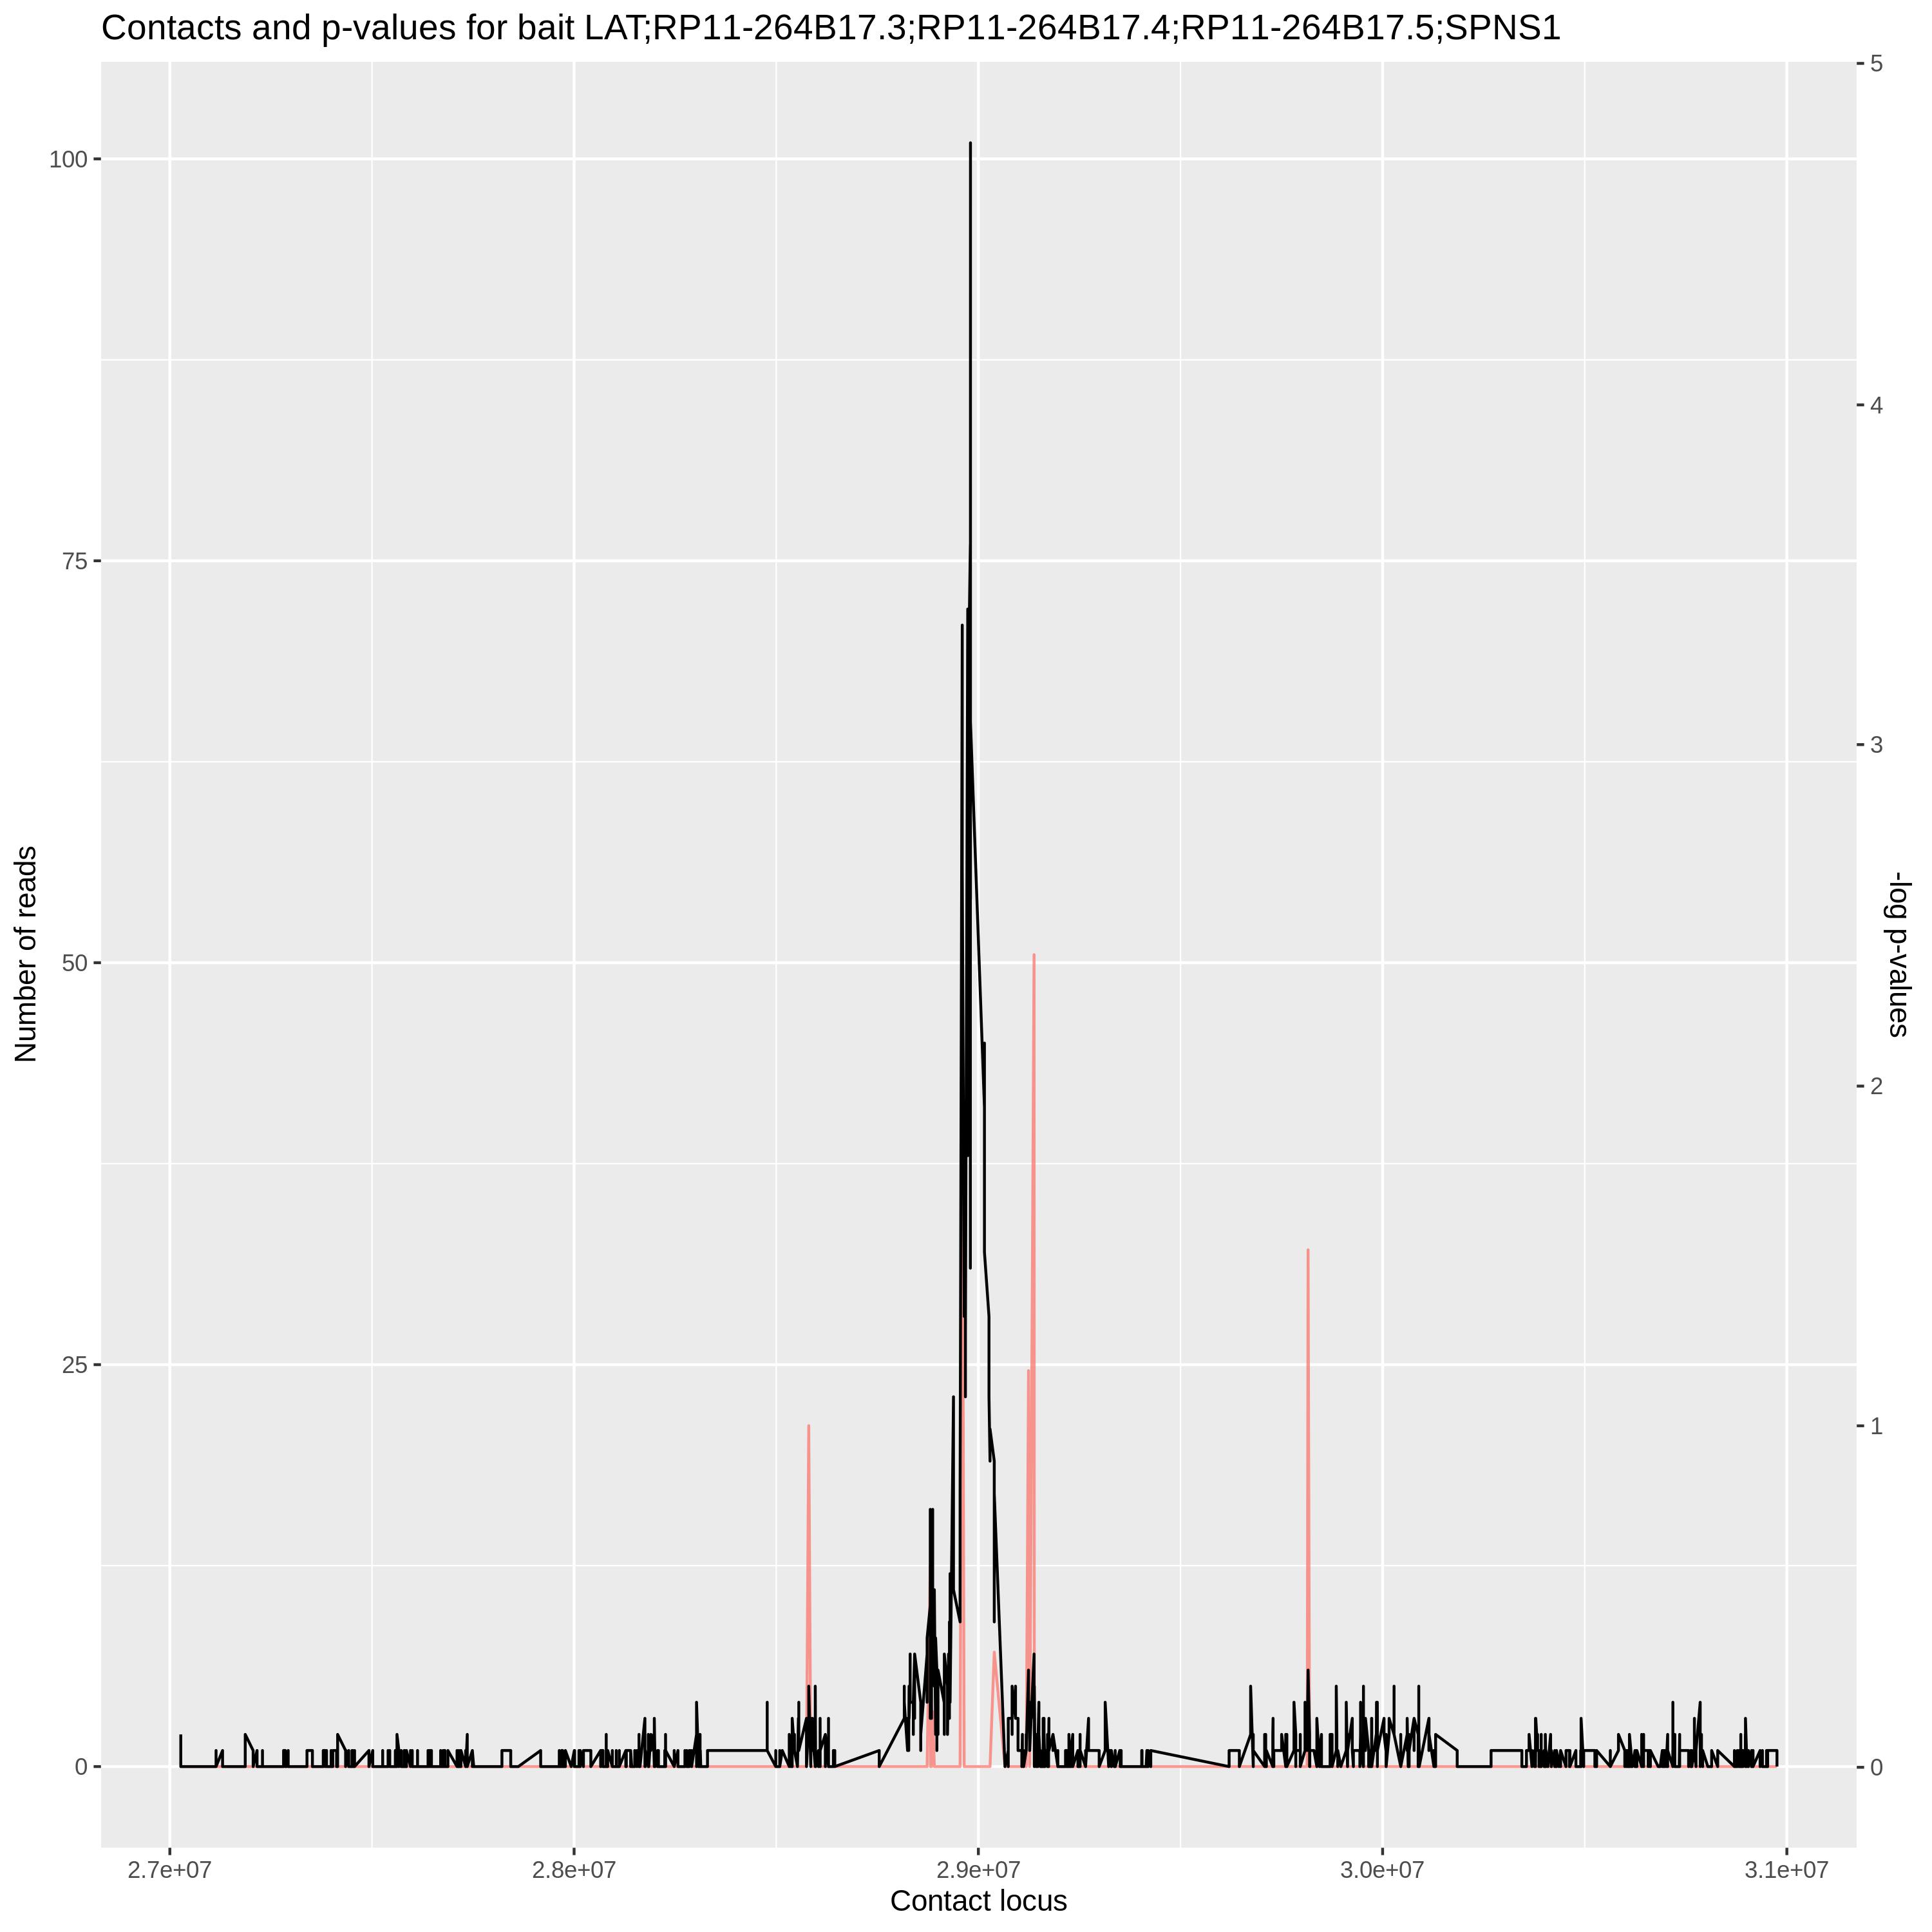 Contacts and p-values for bait LAT;RP11-264B17.3;RP11-264B17.4;RP11-264B17.5;SPNS1
Number of reads
100
75
50
25
0
5
4
3
2
1
0
-log p-values
2.7e+07 2.8e+07 2.9e+07 3.0e+07 3.1e+07
Contact locus